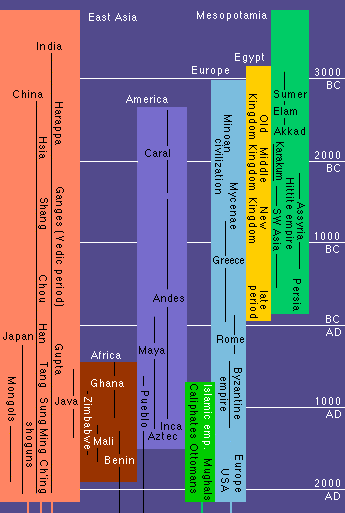 East Asia
Mesopotamia
India
Egypt
Europe
3000
BC
China
America
Sumer
Elam
Akkad
Harappa
Hsia
Caral
Minoan
civilization
Old
Kingdom
Middle
Kingdom
New
Kingdom
Karakum
2000
BC
Hittite empire
Assyria
SW Asia
Shang
Ganges (Vedic period)
Mycenae
1000
BC
Greece
Chou
Andes
late
period
Persia
BC
AD
Japan
Han
Gupta
Maya
Rome
Africa
Mongols
Tang
Java
Ghana
Zimbabwe
Pueblo
Islamic emp.
Caliphates
Byzantine
empire
1000
AD
Shoguns
Sung
Ming
Ch'ing
Mali
Benin
Inca
Aztec
Ottomans
Mughals
Europe
USA
2000
AD